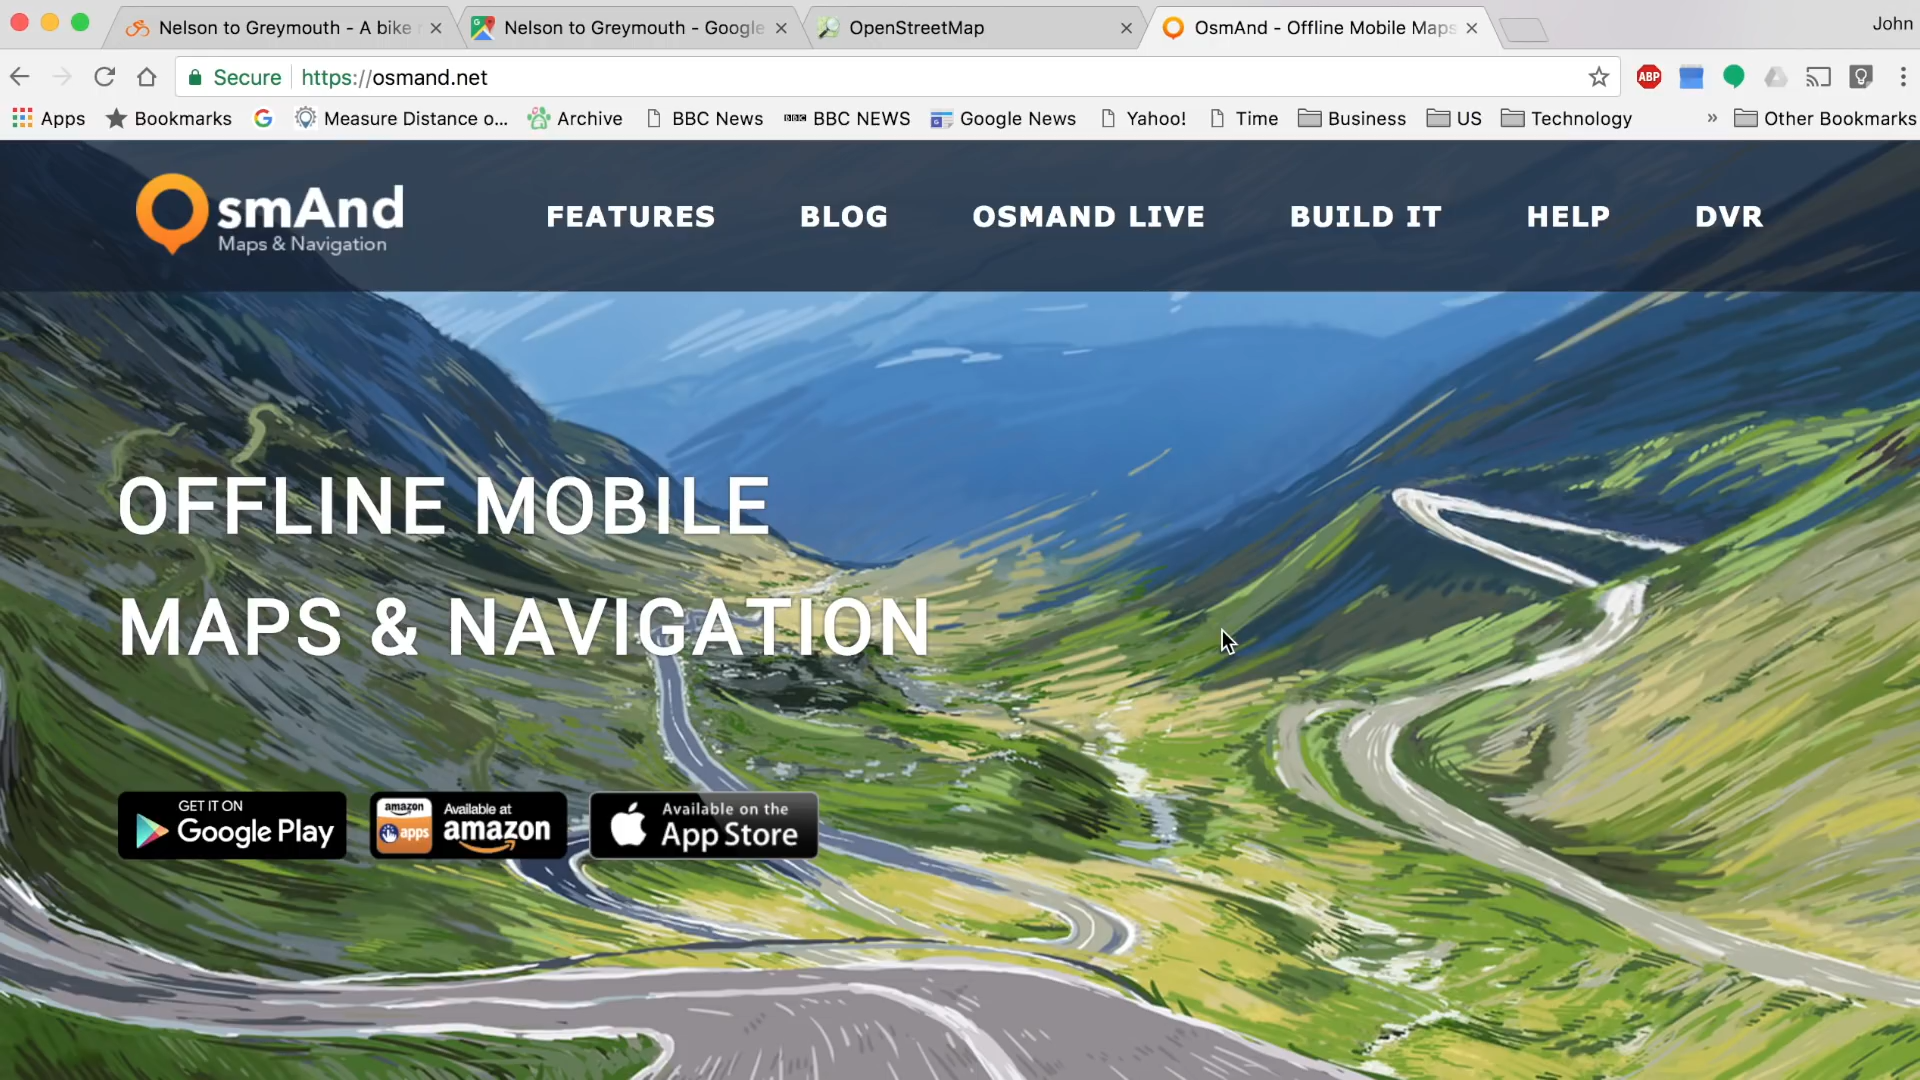 Nelson to Greymouth - A bike
Nelson to Greymouth - Google
OpenStreetMap
OsmAnd - Offline Mobile Maps
John
Secure
https://osmand.net
ABP
Apps
Bookmarks
Measure Distance o...
Archive
BBC News
BBC NEWS
Google News
Yahoo!
Time
Business
US
Technology
»
Other Bookmarks
OsmAnd
Maps & Navigation
FEATURES
BLOG
OSMAND LIVE
BUILD IT
HELP
DVR
OFFLINE MOBILE
MAPS & NAVIGATION
GET IT ON
Google Play
amazon
apps
Available at
amazon
Available on the
App Store